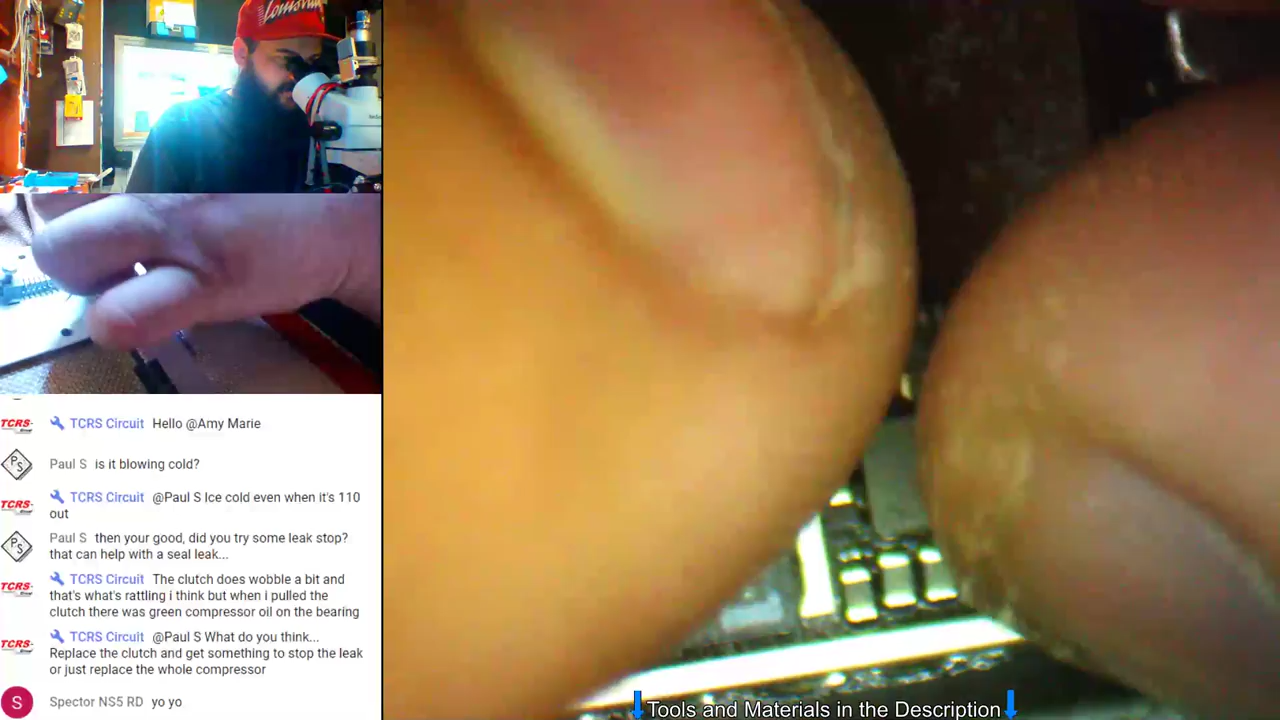 Louisville
TCRS Circuit Hello @Amy Marie
Paul S is it blowing cold?
TCRS Circuit @Paul S Ice cold even when it's 110
out
Paul S then your good, did you try some leak stop?
that can help with a seal leak...
TCRS Circuit The clutch does wobble a bit and
that's what's rattling i think but when i pulled the
clutch there was green compressor oil on the bearing
TCRS Circuit @Paul S What do you think...
Replace the clutch and get something to stop the leak
or just replace the whole compressor
S Spector NS5 RD yo yo
Tools and Materials in the Description